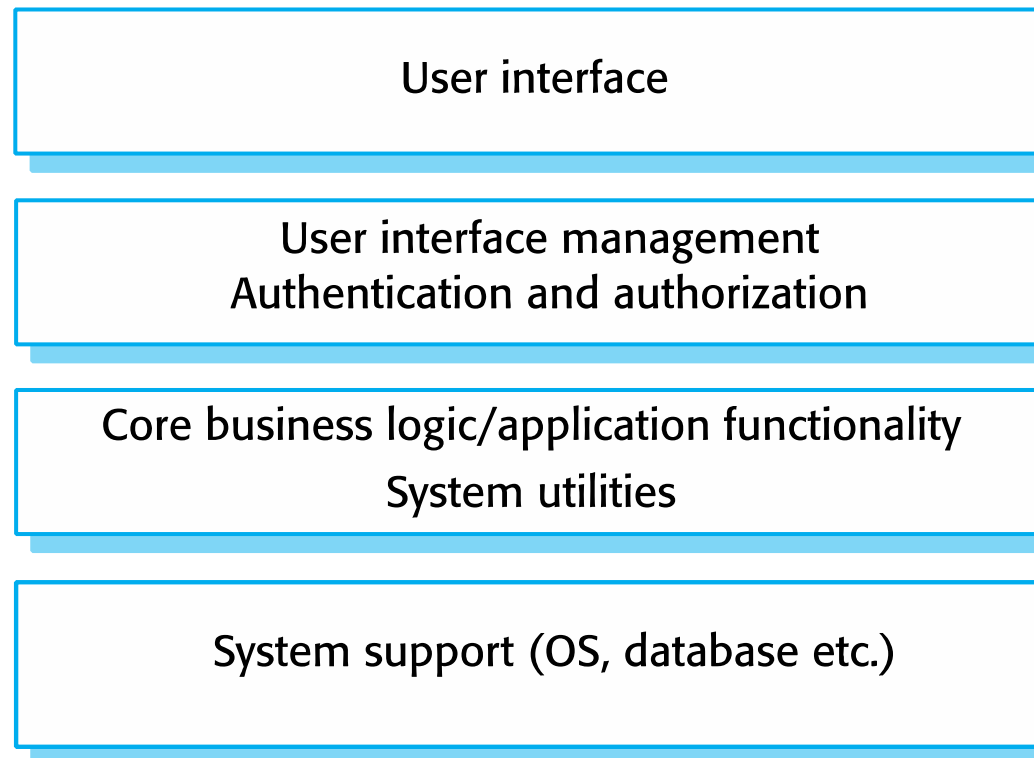 User interface
User interface management
Authentication and authorization
Core business logic/application functionality
System utilities
System support (OS, database etc.)